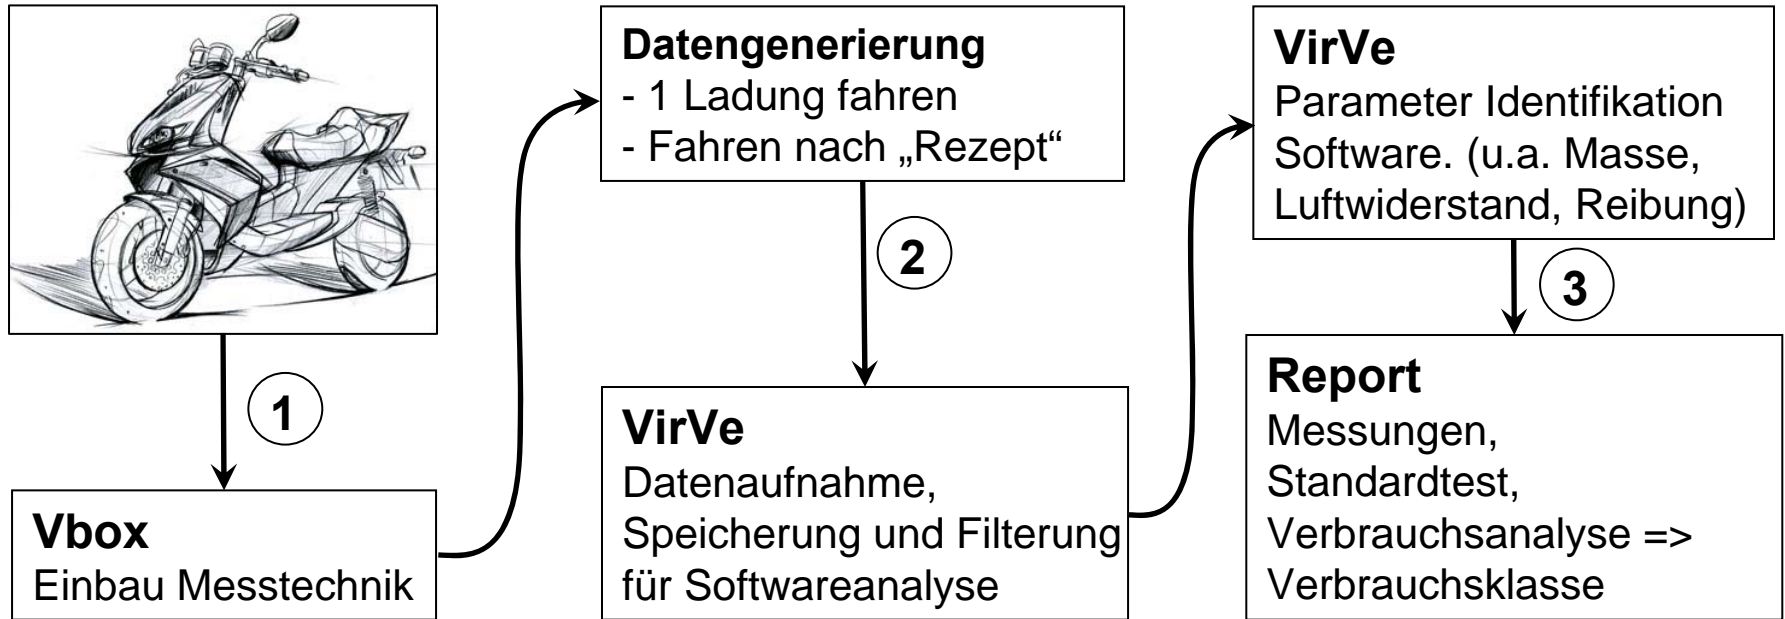 1
Vbox
Einbau Messtechnik
Datengenerierung
- 1 Ladung fahren
- Fahren nach „Rezept“
2
VirVe
Datenaufnahme,
Speicherung und Filterung
für Softwareanalyse
VirVe
Parameter Identifikation
Software. (u.a. Masse,
Luftwiderstand, Reibung)
3
Report
Messungen,
Standardtest,
Verbrauchsanalyse =>
Verbrauchsklasse